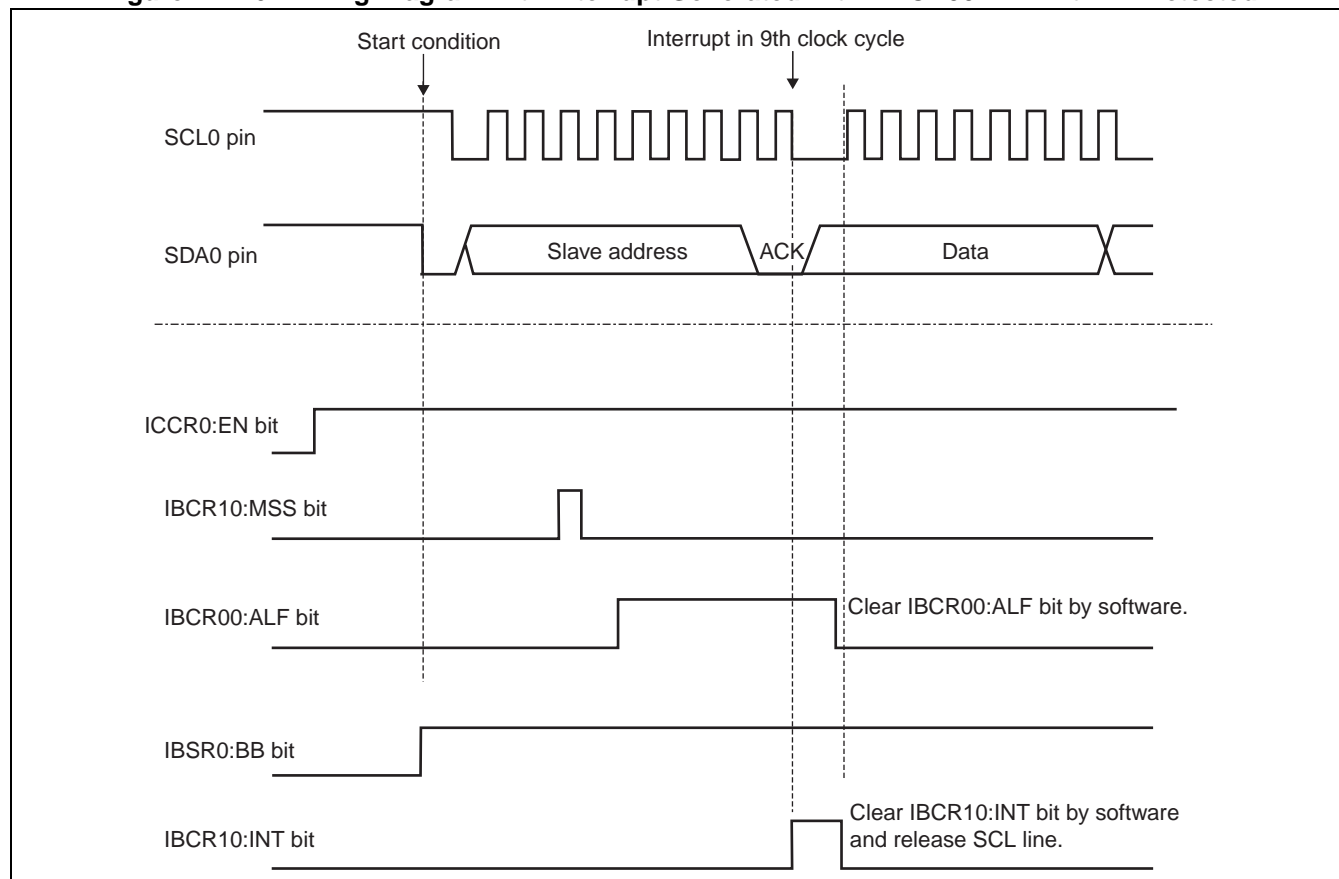 Start condition
Interrupt in 9th clock cycle
SCL0 pin
SDA0 pin
Slave address
ACK
Data
ICCR0:EN bit
IBCR10:MSS bit
IBCR00:ALF bit
Clear IBCR00:ALF bit by software.
IBSR0:BB bit
IBCR10:INT bit
Clear IBCR10:INT bit by software
and release SCL line.